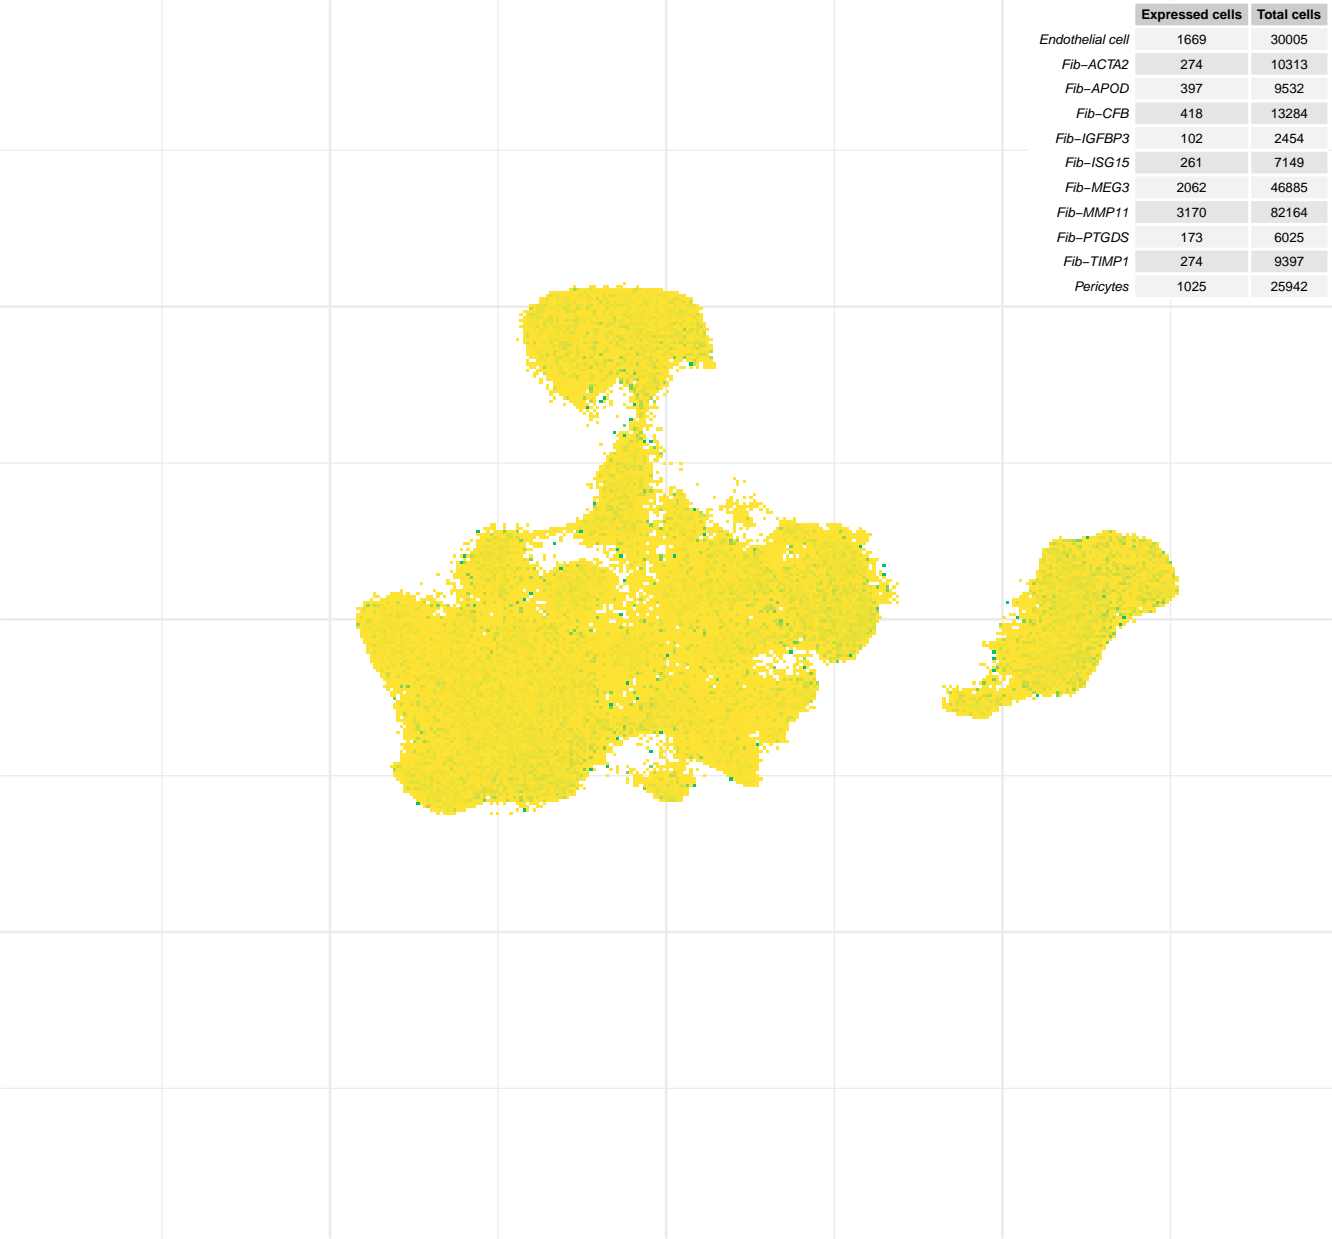 Expressed cells Total cells
Endothelial cell 1669 30005
Fib−ACTA2 274 10313
Fib−APOD 397 9532
Fib−CFB 418 13284
Fib−IGFBP3 102 2454
Fib−ISG15 261 7149
Fib−MEG3 2062 46885
Fib−MMP11 3170 82164
Fib−PTGDS 173 6025
Fib−TIMP1 274 9397
Pericytes 1025 25942